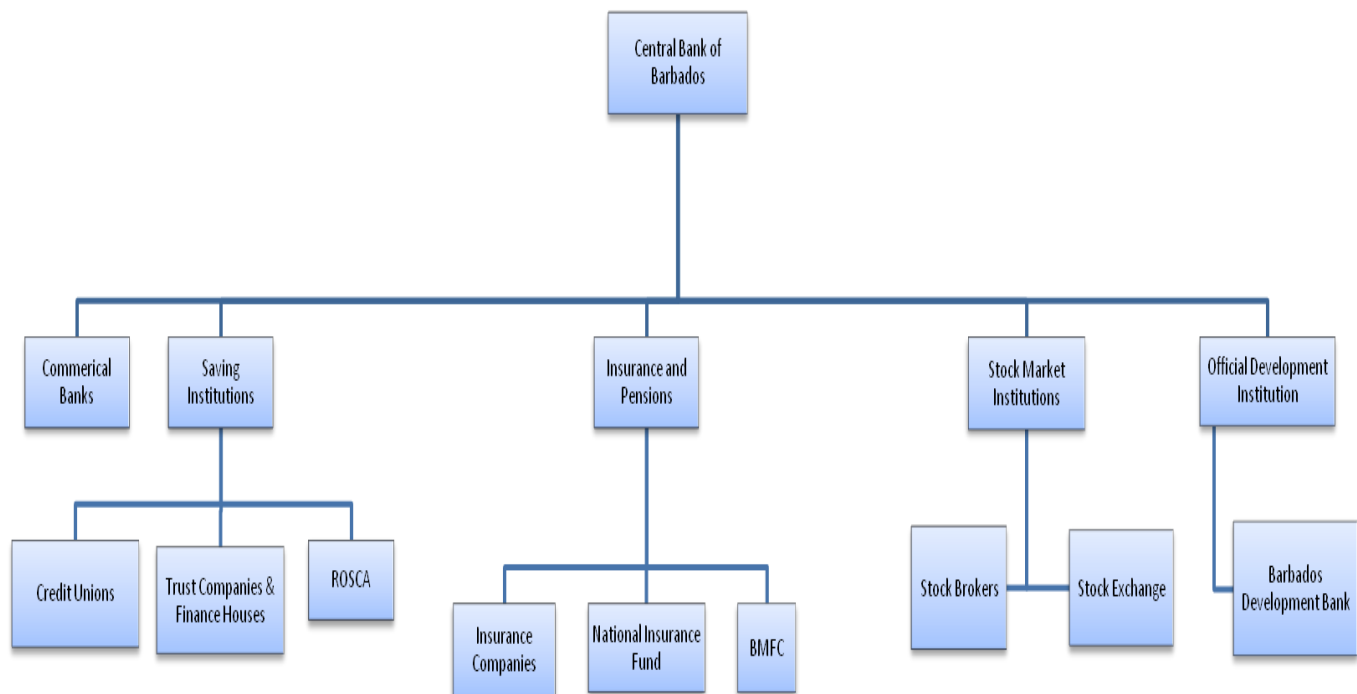 Central Bank of
Barbados
Commerical
Banks
Saving
Institutions
Insurance and
Pensions
Stock Market
Institutions
Official Development
Institution
Credit Unions
Trust Companies &
Finance Houses
ROSCA
Insurance
Companies
National Insurance
Fund
BMFC
Stock Brokers
Stock Exchange
Barbados
Development Bank